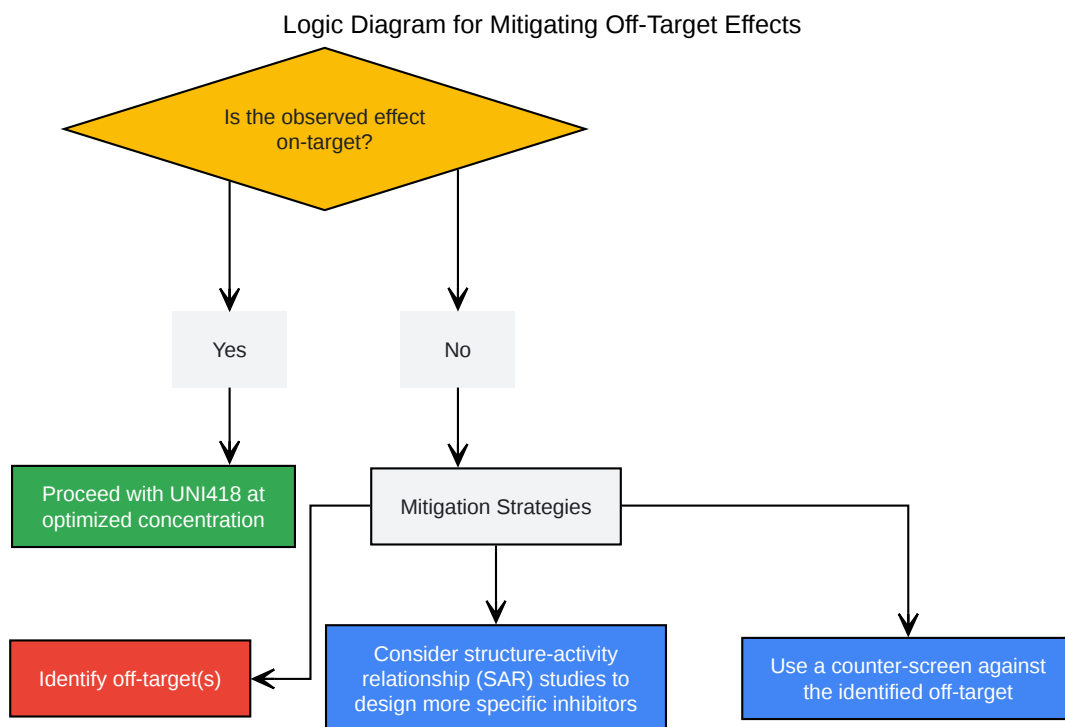 Logic Diagram for Mitigating Off-Target Effects
Is the observed effect
on-target?
Yes
No
Proceed with UNI418 at
optimized concentration
Mitigation Strategies
Identify off-target(s)
Consider structure-activity
relationship (SAR) studies to
design more specific inhibitors
Use a counter-screen against
the identified off-target